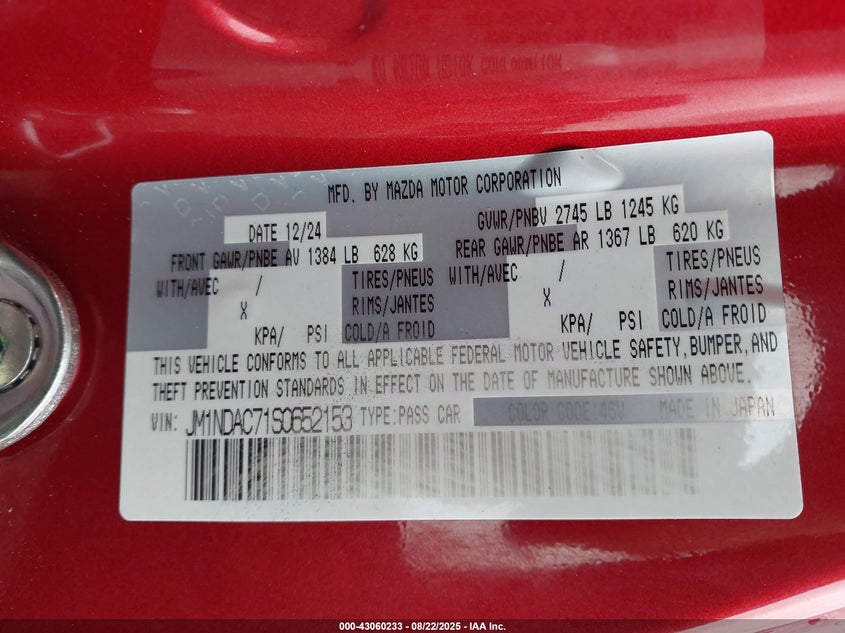 MFD. BY MAZDA MOTOR CORPORATION
DATE 12/24 GVWR/PNBV 2745 LB 1245 KG
FRONT GAWR/PNBE AV 1384 LB 628 KG REAR GAWR/PNBE AR 1367 LB 620 KG
WITH/AVEC / TIRES/PNEUS WITH/AVEC / TIRES/PNEUS
X RIMS/JANTES X RIMS/JANTES
KPA/ PSI COLD/A FROID KPA/ PSI COLD/A FROID
THIS VEHICLE CONFORMS TO ALL APPLICABLE FEDERAL MOTOR VEHICLE SAFETY, BUMPER, AND
THEFT PREVENTION STANDARDS IN EFFECT ON THE DATE OF MANUFACTURE SHOWN ABOVE.
VIN: JM1NDAC71S0652153 TYPE:PASS CAR COLOR CODE:46V MADE IN JAPAN
000-43060233 - 08/22/2025 - IAA Inc.